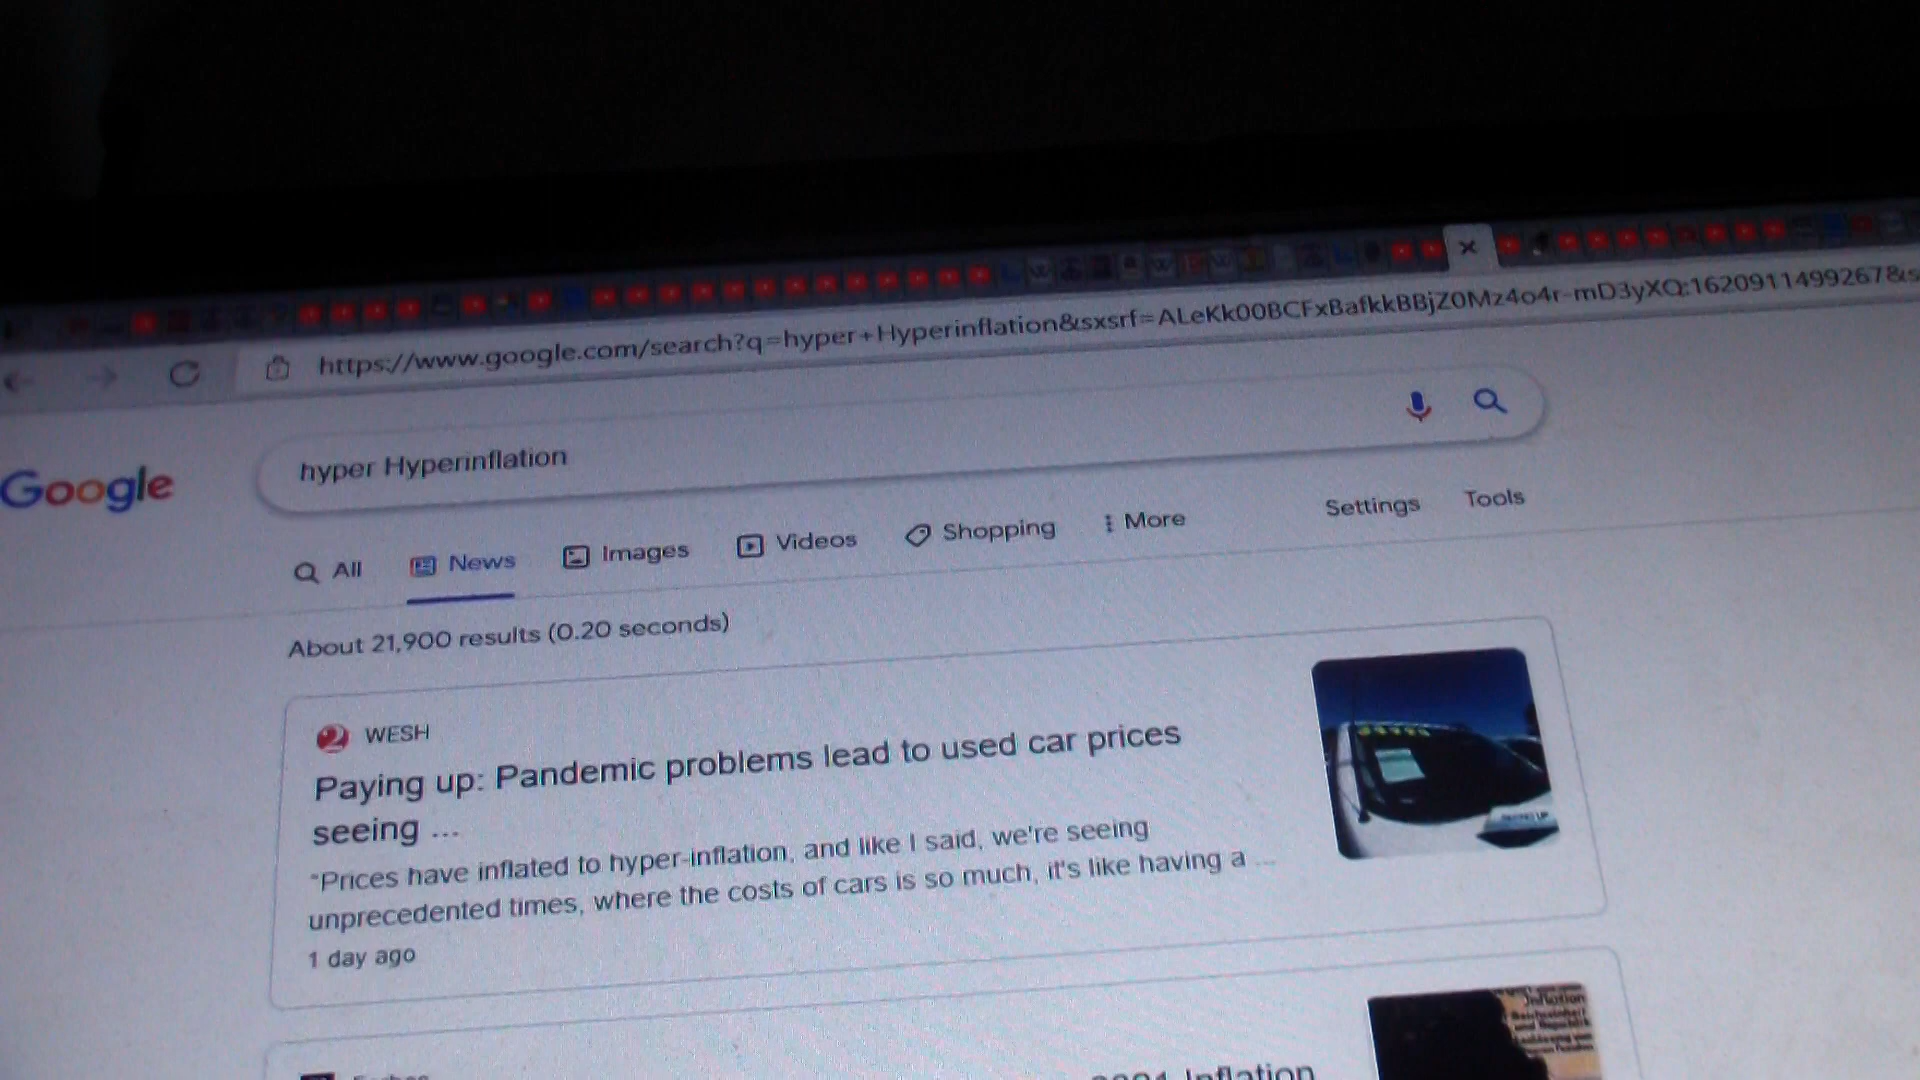 https://www.google.com/search?q=hyper+Hyperinflation&sxsrf=ALeKk00BCFxBafkkBBjZ0Mz4o4r-mD3yXQ:1620911499267&s
Google
hyper Hyperinflation
All News Images Videos Shopping More Settings Tools
About 21,900 results (0.20 seconds)
2 WESH
Paying up: Pandemic problems lead to used car prices
seeing ...
"Prices have inflated to hyper-inflation, and like I said, we're seeing
unprecedented times, where the costs of cars is so much, it's like having a ...
1 day ago
Inflation
Inflation